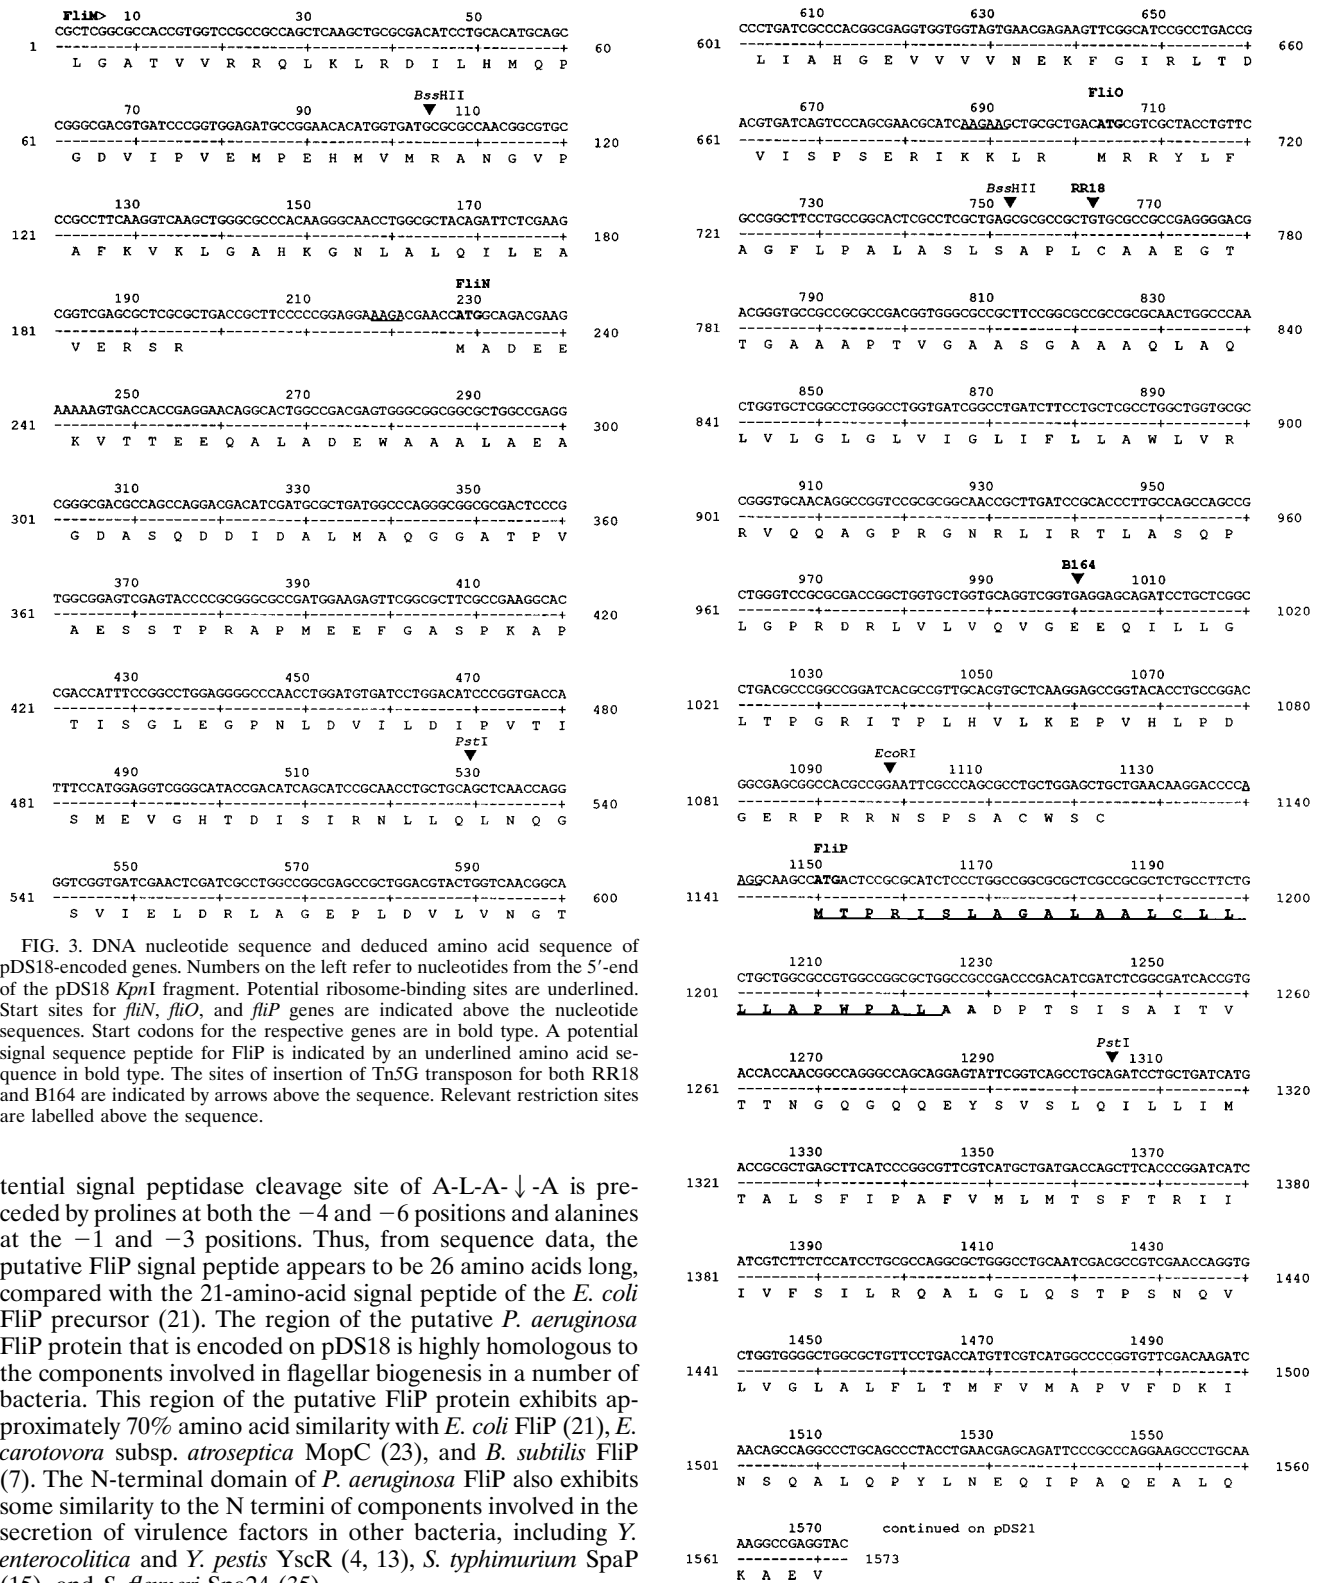 FliM> 10 30 50
CGCTCGGCGCCACCGTGGTCCGCCGCCAGCTCAAGCTGCGCGACATCCTGCACATGCAGC
1 ---------+---------+---------+---------+---------+---------+ 60
L G A T V V R R Q L K L R D I L H M Q P
BssHII
70 90 ▼ 110
CGGGCGACGTGATCCCGGTGGAGATGCCGGAACACATGGTGATGCGCGCCAACGGCGTGC
61 ---------+---------+---------+---------+---------+---------+ 120
G D V I P V E M P E H M V M R A N G V P
130 150 170
CCGCCTTCAAGGTCAAGCTGGGCGCCCACAAGGGCAACCTGGCGCTACAGATTCTCGAAG
121 ---------+---------+---------+---------+---------+---------+ 180
A F K V K L G A H K G N L A L Q I L E A
FliN
190 210 230
CGGTCGAGCGCTCGCGCTGACCGCTTCCCCCGGAGGAAAGACGAACCATGGCAGACGAAG
181 ---------+---------+---------+---------+---------+---------+ 240
V E R S R M A D E E
250 270 290
AAAAAGTGACCACCGAGGAACAGGCACTGGCCGACGAGTGGGCGGCGGCGCTGGCCGAGG
241 ---------+---------+---------+---------+---------+---------+ 300
K V T T E E Q A L A D E W A A A L A E A
310 330 350
CGGGCGACGCCAGCCAGGACGACATCGATGCGCTGATGGCCCAGGGCGGCGCGACTCCCG
301 ---------+---------+---------+---------+---------+---------+ 360
G D A S Q D D I D A L M A Q G G A T P V
370 390 410
TGGCGGAGTCGAGTACCCCGCGGGCGCCGATGGAAGAGTTCGGCGCTTCGCCGAAGGCAC
361 ---------+---------+---------+---------+---------+---------+ 420
A E S S T P R A P M E E F G A S P K A P
430 450 470
CGACCATTTCCGGCCTGGAGGGGCCCAACCTGGATGTGATCCTGGACATCCCGGTGACCA
421 ---------+---------+---------+---------+---------+---------+ 480
T I S G L E G P N L D V I L D I P V T I
PstI
▼
490 510 530
TTTCCATGGAGGTCGGGCATACCGACATCAGCATCCGCAACCTGCTGCAGCTCAACCAGG
481 ---------+---------+---------+---------+---------+---------+ 540
S M E V G H T D I S I R N L L Q L N Q G
550 570 590
GGTCGGTGATCGAACTCGATCGCCTGGCCGGCGAGCCGCTGGACGTACTGGTCAACGGCA
541 ---------+---------+---------+---------+---------+---------+ 600
S V I E L D R L A G E P L D V L V N G T
FIG. 3. DNA nucleotide sequence and deduced amino acid sequence of
pDS18-encoded genes. Numbers on the left refer to nucleotides from the 5′-end
of the pDS18 KpnI fragment. Potential ribosome-binding sites are underlined.
Start sites for fliN, fliO, and fliP genes are indicated above the nucleotide
sequences. Start codons for the respective genes are in bold type. A potential
signal sequence peptide for FliP is indicated by an underlined amino acid se-
quence in bold type. The sites of insertion of Tn5G transposon for both RR18
and B164 are indicated by arrows above the sequence. Relevant restriction sites
are labelled above the sequence.
tential signal peptidase cleavage site of A-L-A-↓-A is pre-
ceded by prolines at both the −4 and −6 positions and alanines
at the −1 and −3 positions. Thus, from sequence data, the
putative FliP signal peptide appears to be 26 amino acids long,
compared with the 21-amino-acid signal peptide of the E. coli
FliP precursor (21). The region of the putative P. aeruginosa
FliP protein that is encoded on pDS18 is highly homologous to
the components involved in flagellar biogenesis in a number of
bacteria. This region of the putative FliP protein exhibits ap-
proximately 70% amino acid similarity with E. coli FliP (21), E.
carotovora subsp. atroseptica MopC (23), and B. subtilis FliP
(7). The N-terminal domain of P. aeruginosa FliP also exhibits
some similarity to the N termini of components involved in the
secretion of virulence factors in other bacteria, including Y.
enterocolitica and Y. pestis YscR (4, 13), S. typhimurium SpaP
610 630 650
CCCTGATCGCCCACGGCGAGGTGGTGGTAGTGAACGAGAAGTTCGGCATCCGCCTGACCG
601 ---------+---------+---------+---------+---------+---------+ 660
L I A H G E V V V V N E K F G I R L T D
FliO
670 690 710
ACGTGATCAGTCCCAGCGAACGCATCAAGAAGCTGCGCTGACATGCGTCGCTACCTGTTC
661 ---------+---------+---------+---------+---------+---------+ 720
V I S P S E R I K K L R M R R Y L F
BssHII RR18
730 750 ▼ ▼ 770
GCCGGCTTCCTGCCGGCACTCGCCTCGCTGAGCGCGCCGCTGTGCGCCGCCGAGGGGACG
721 ---------+---------+---------+---------+---------+---------+ 780
A G F L P A L A S L S A P L C A A E G T
790 810 830
ACGGGTGCCGCCGCGCCGACGGTGGGCGCCGCTTCCGGCGCCGCCGCGCAACTGGCCCAA
781 ---------+---------+---------+---------+---------+---------+ 840
T G A A A P T V G A A S G A A A Q L A Q
850 870 890
CTGGTGCTCGGCCTGGGCCTGGTGATCGGCCTGATCTTCCTGCTCGCCTGGCTGGTGCGC
841 ---------+---------+---------+---------+---------+---------+ 900
L V L G L G L V I G L I F L L A W L V R
910 930 950
CGGGTGCAACAGGCCGGTCCGCGCGGCAACCGCTTGATCCGCACCCTTGCCAGCCAGCCG
901 ---------+---------+---------+---------+---------+---------+ 960
R V Q Q A G P R G N R L I R T L A S Q P
B164
970 990 ▼ 1010
CTGGGTCCGCGCGACCGGCTGGTGCTGGTGCAGGTCGGTGAGGAGCAGATCCTGCTCGGC
961 ---------+---------+---------+---------+---------+---------+ 1020
L G P R D R L V L V Q V G E E Q I L L G
1030 1050 1070
CTGACGCCCGGCCGGATCACGCCGTTGCACGTGCTCAAGGAGCCGGTACACCTGCCGGAC
1021 ---------+---------+---------+---------+---------+---------+ 1080
L T P G R I T P L H V L K E P V H L P D
EcoRI
1090 ▼ 1110 1130
GGCGAGCGGCCACGCCGGAATTCGCCCAGCGCCTGCTGGAGCTGCTGAACAAGGACCCCA
1081 ---------+---------+---------+---------+---------+---------+ 1140
G E R P R R N S P S A C W S C
FliP
1150 1170 1190
AGGCAAGCCATGACTCCGCGCATCTCCCTGGCCGGCGCGCTCGCCGCGCTCTGCCTTCTG
1141 ---------+---------+---------+---------+---------+---------+ 1200
M T P R I S L A G A L A A L C L L
1210 1230 1250
CTGCTGGCGCCGTGGCCGGCGCTGGCCGCCGACCCGACATCGATCTCGGCGATCACCGTG
1201 ---------+---------+---------+---------+---------+---------+ 1260
L L A P W P A L A A D P T S I S A I T V
PstI
1270 1290 ▼ 1310
ACCACCAACGGCCAGGGCCAGCAGGAGTATTCGGTCAGCCTGCAGATCCTGCTGATCATG
1261 ---------+---------+---------+---------+---------+---------+ 1320
T T N G Q G Q Q E Y S V S L Q I L L I M
1330 1350 1370
ACCGCGCTGAGCTTCATCCCGGCGTTCGTCATGCTGATGACCAGCTTCACCCGGATCATC
1321 ---------+---------+---------+---------+---------+---------+ 1380
T A L S F I P A F V M L M T S F T R I I
1390 1410 1430
ATCGTCTTCTCCATCCTGCGCCAGGCGCTGGGCCTGCAATCGACGCCGTCGAACCAGGTG
1381 ---------+---------+---------+---------+---------+---------+ 1440
I V F S I L R Q A L G L Q S T P S N Q V
1450 1470 1490
CTGGTGGGGCTGGCGCTGTTCCTGACCATGTTCGTCATGGCCCCGGTGTTCGACAAGATC
1441 ---------+---------+---------+---------+---------+---------+ 1500
L V G L A L F L T M F V M A P V F D K I
1510 1530 1550
AACAGCCAGGCCCTGCAGCCCTACCTGAACGAGCAGATTCCCGCCCAGGAAGCCCTGCAA
1501 ---------+---------+---------+---------+---------+---------+ 1560
N S Q A L Q P Y L N E Q I P A Q E A L Q
1570 continued on pDS21
AAGGCCGAGGTAC
1561 ---------+--- 1573
K A E V